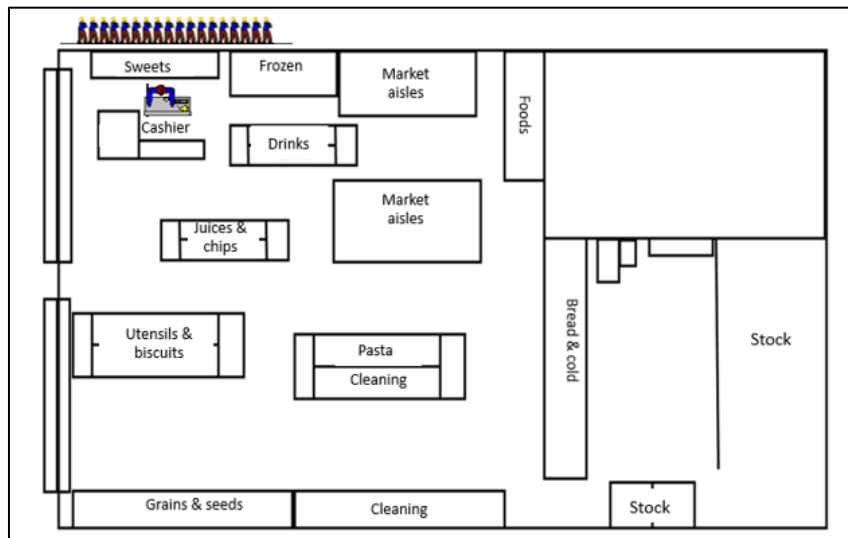 Sweets
Frozen
Market
aisles
Foods
Cashier
Drinks
Market
aisles
Juices &
chips
Utensils &
biscuits
Pasta
Cleaning
Bread & cold
Stock
Grains & seeds
Cleaning
Stock